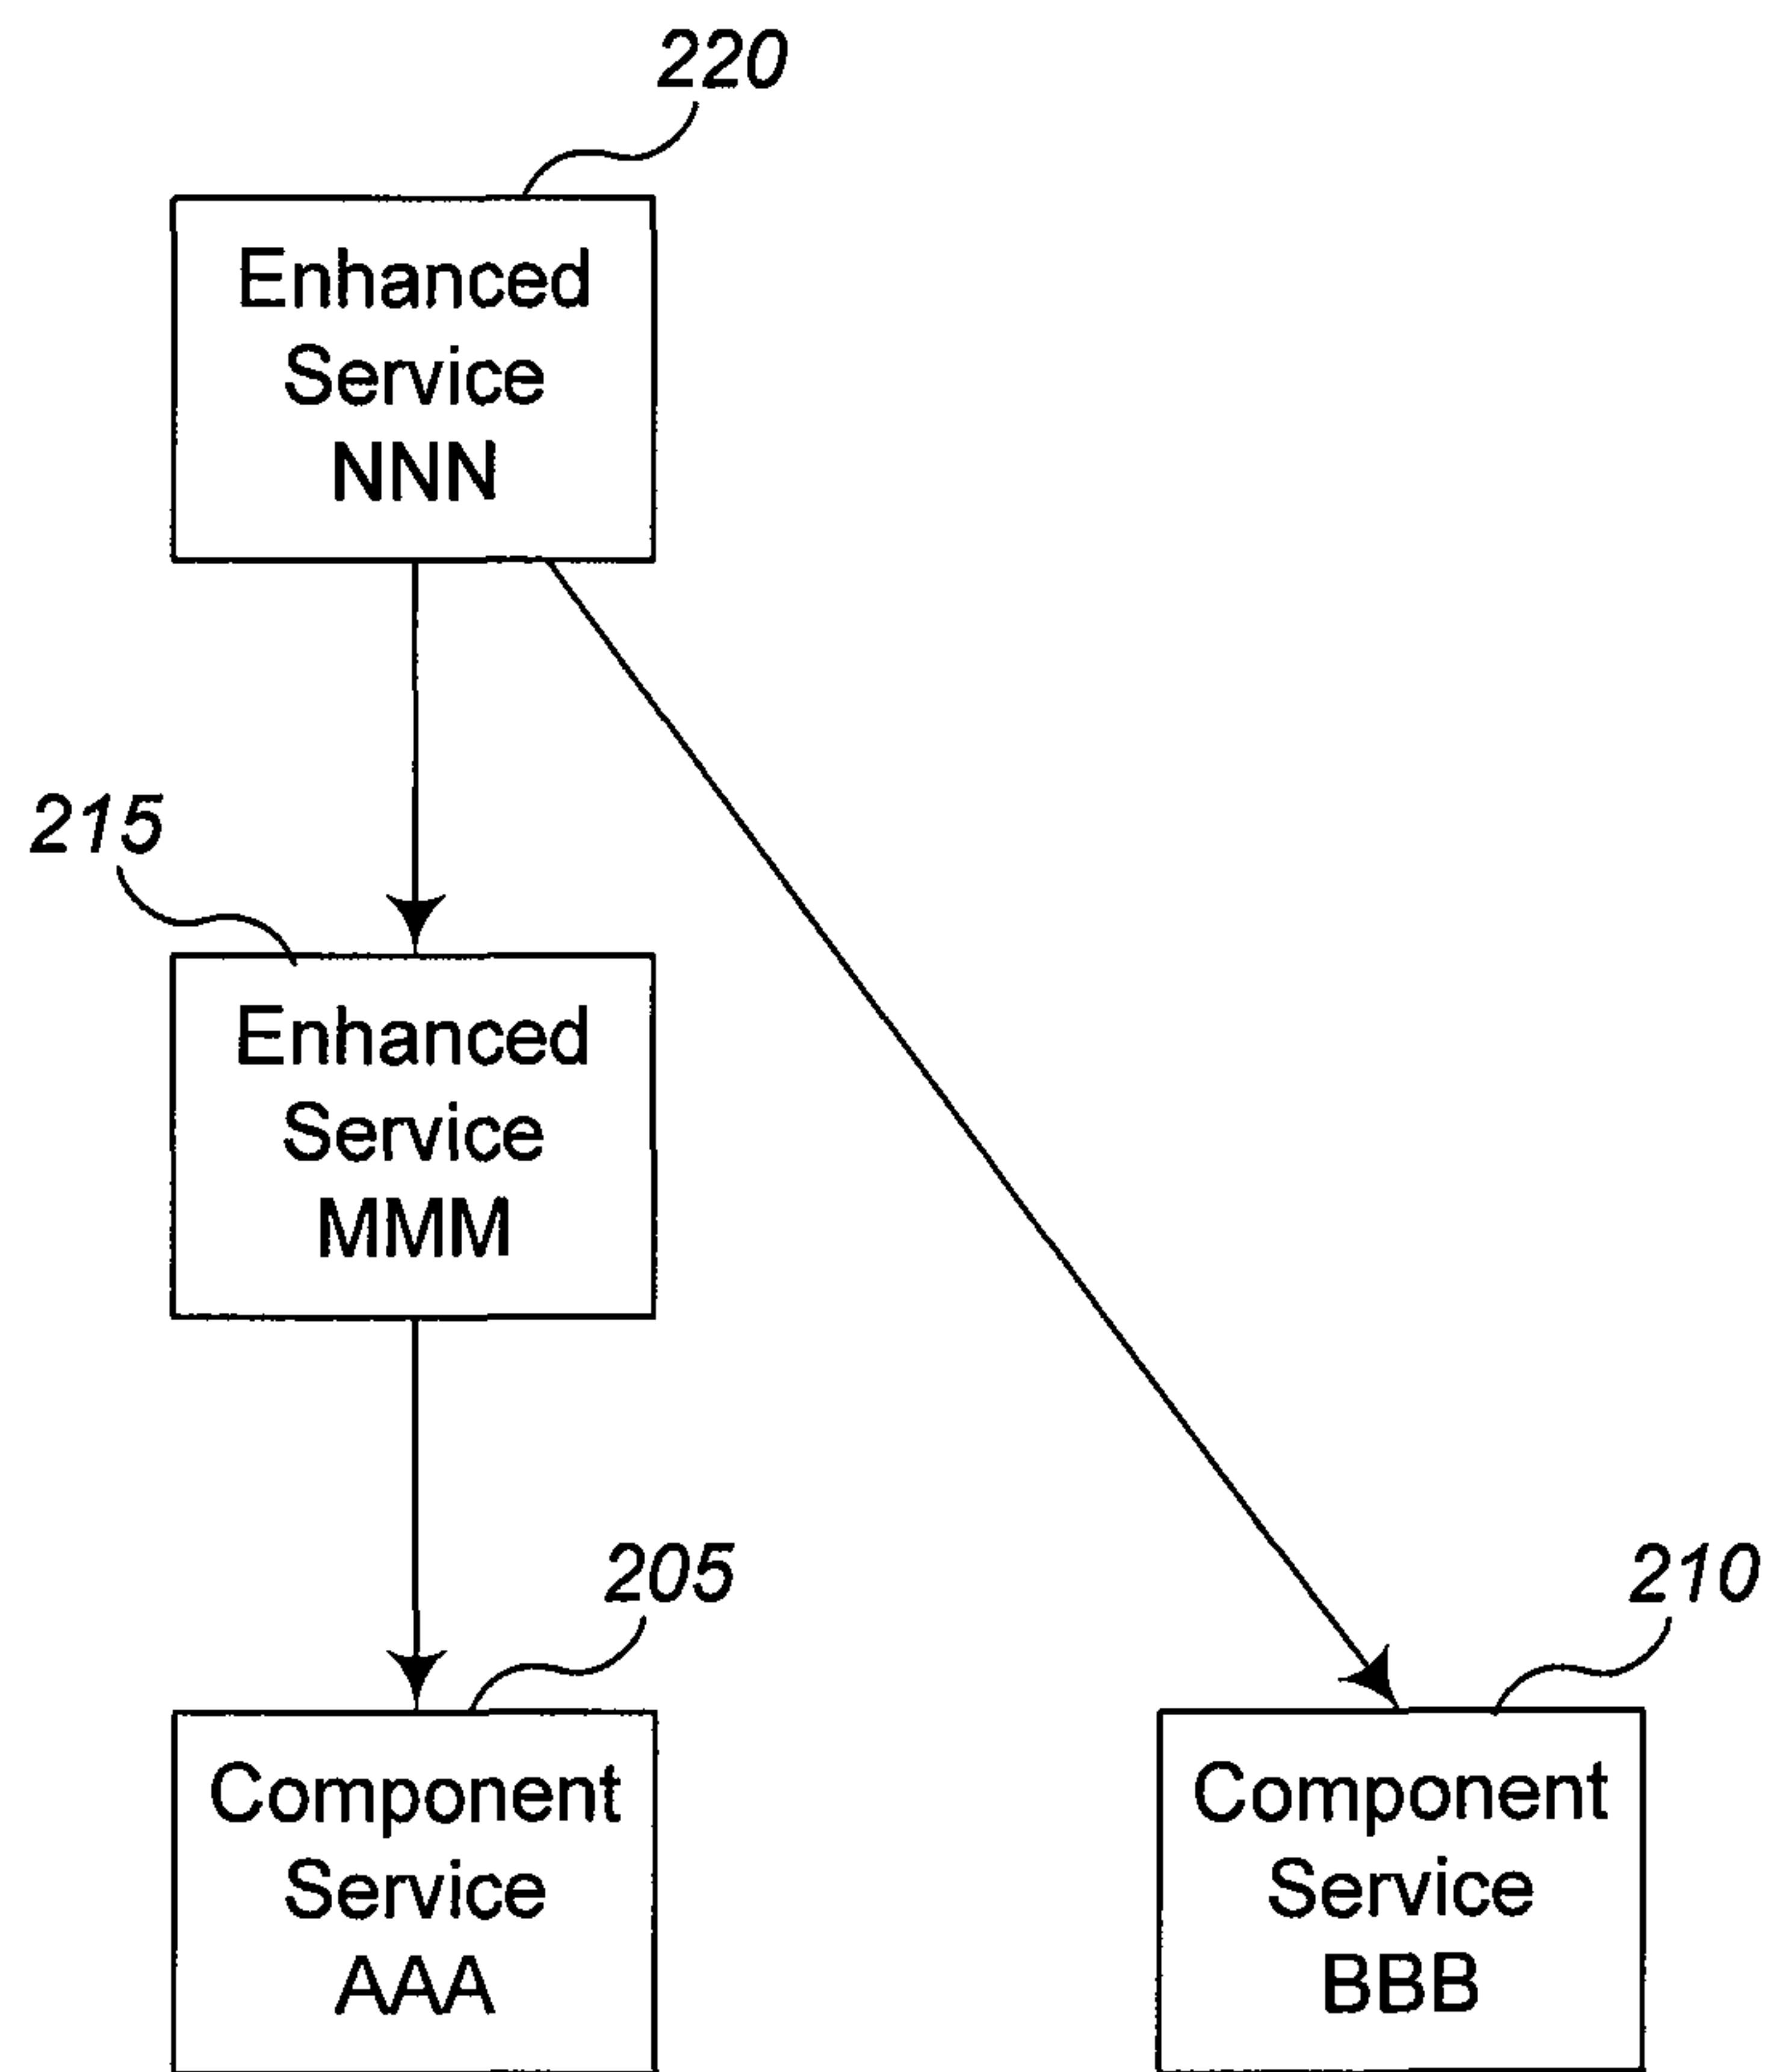 220
Enhanced
Service
NNN
215
Enhanced
Service
MMM
205
Component
Service
AAA
210
Component
Service
BBB